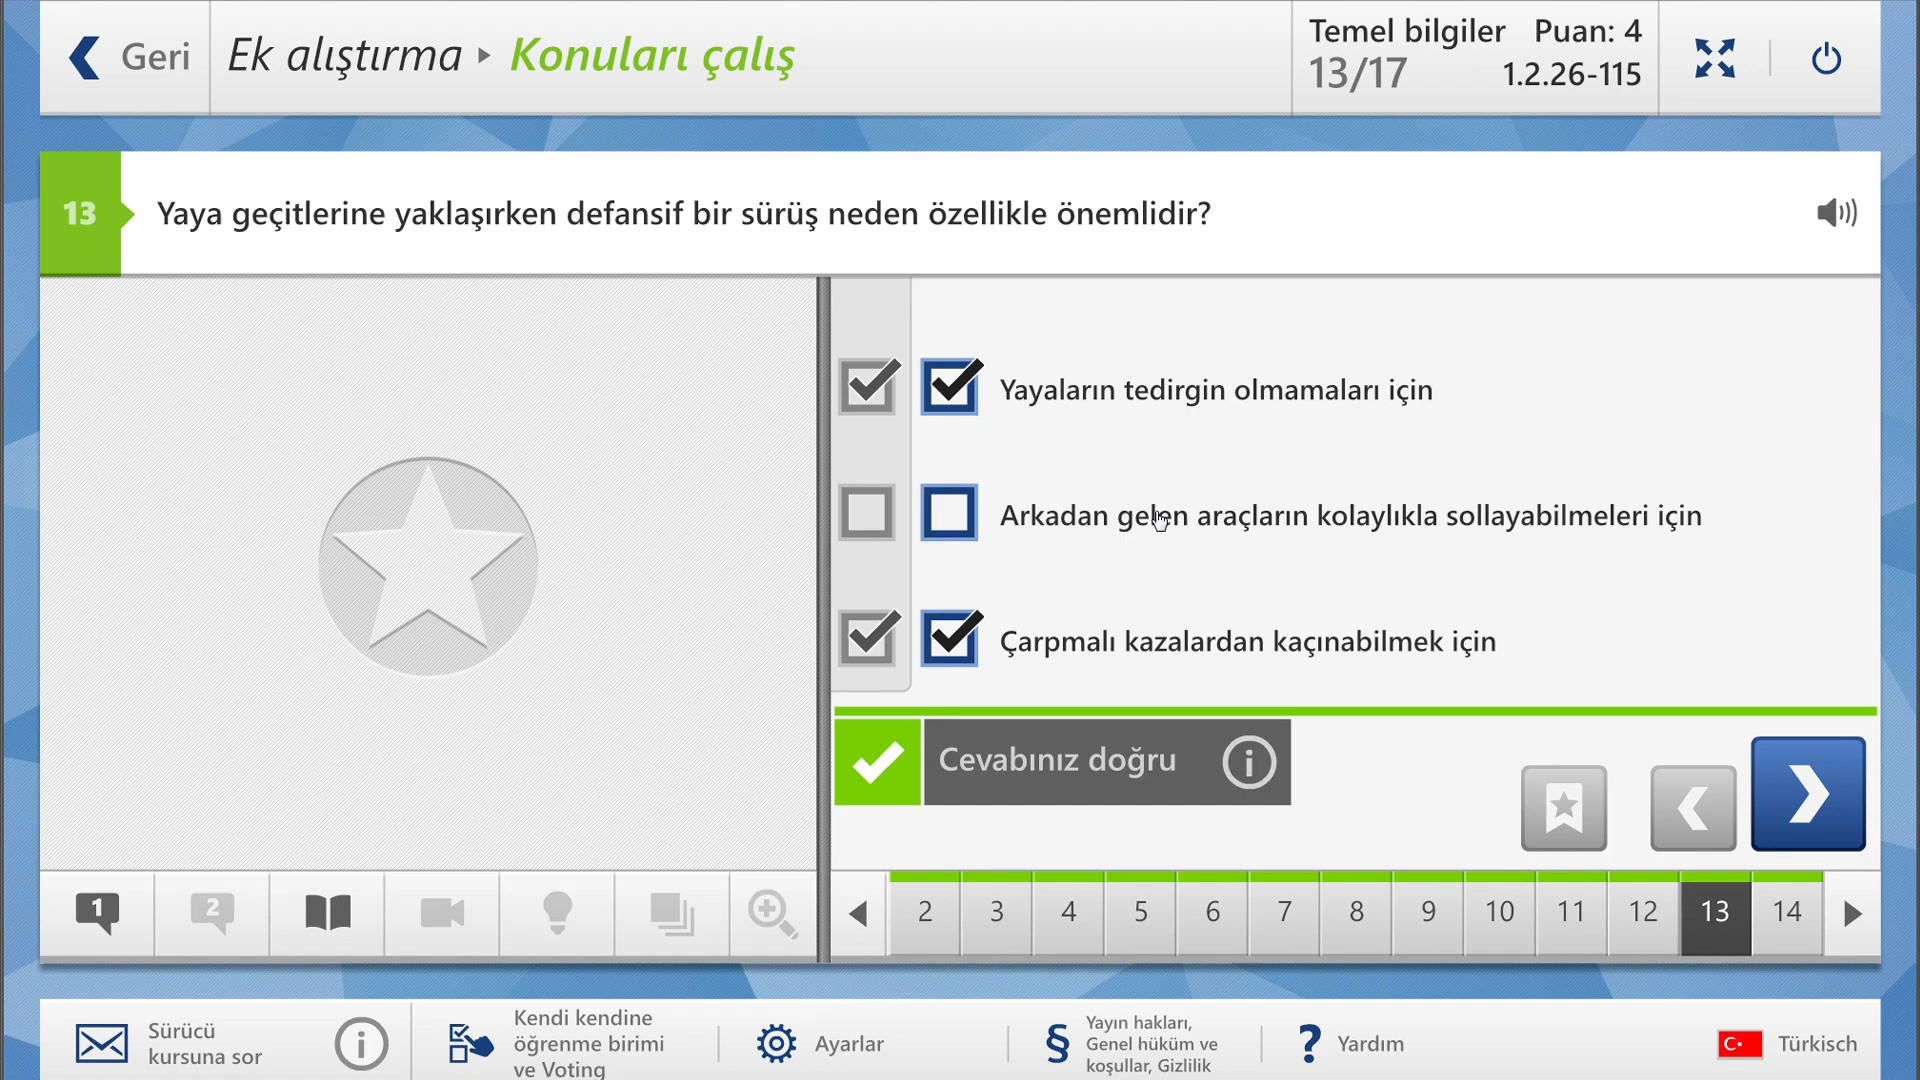 Geri
Ek alıştırma ▸ Konuları çalış
Temel bilgiler Puan: 4
13/17 1.2.26-115
13 Yaya geçitlerine yaklaşırken defansif bir sürüş neden özellikle önemlidir?
Yayaların tedirgin olmamaları için
Arkadan gelen araçların kolaylıkla sollayabilmeleri için
Çarpmalı kazalardan kaçınabilmek için
Cevabınız doğru
1 2
2 3 4 5 6 7 8 9 10 11 12 13 14
Sürücü
kursuna sor
Kendi kendine
öğrenme birimi
ve Voting
Ayarlar
§
Yayın hakları,
Genel hüküm ve
koşullar, Gizlilik
? Yardım
Türkisch